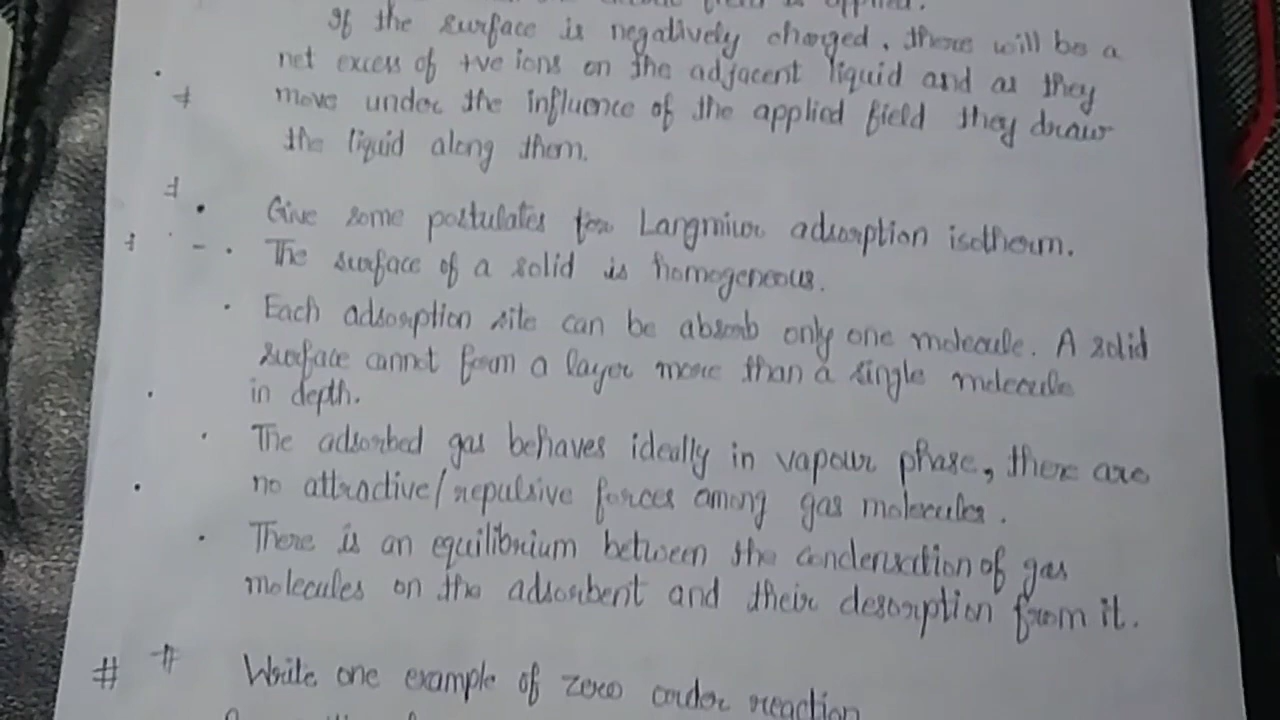 field is applied.
If the surface is negatively charged, there will be a
net excess of +ve ions on the adjacent liquid and as they
move under the influence of the applied field they draw
the liquid along them.
Give some postulates for Langmiur adsorption isotherm.
The surface of a solid is homogeneous.
Each adsorption site can be absorb only one molecule. A solid
surface cannot form a layer more than a single molecule
in depth.
The adsorbed gas behaves ideally in vapour phase, there are
no attractive/repulsive forces among gas molecules.
There is an equilibrium between the condensation of gas
molecules on the adsorbent and their desorption from it.
# Write one example of zero order reaction